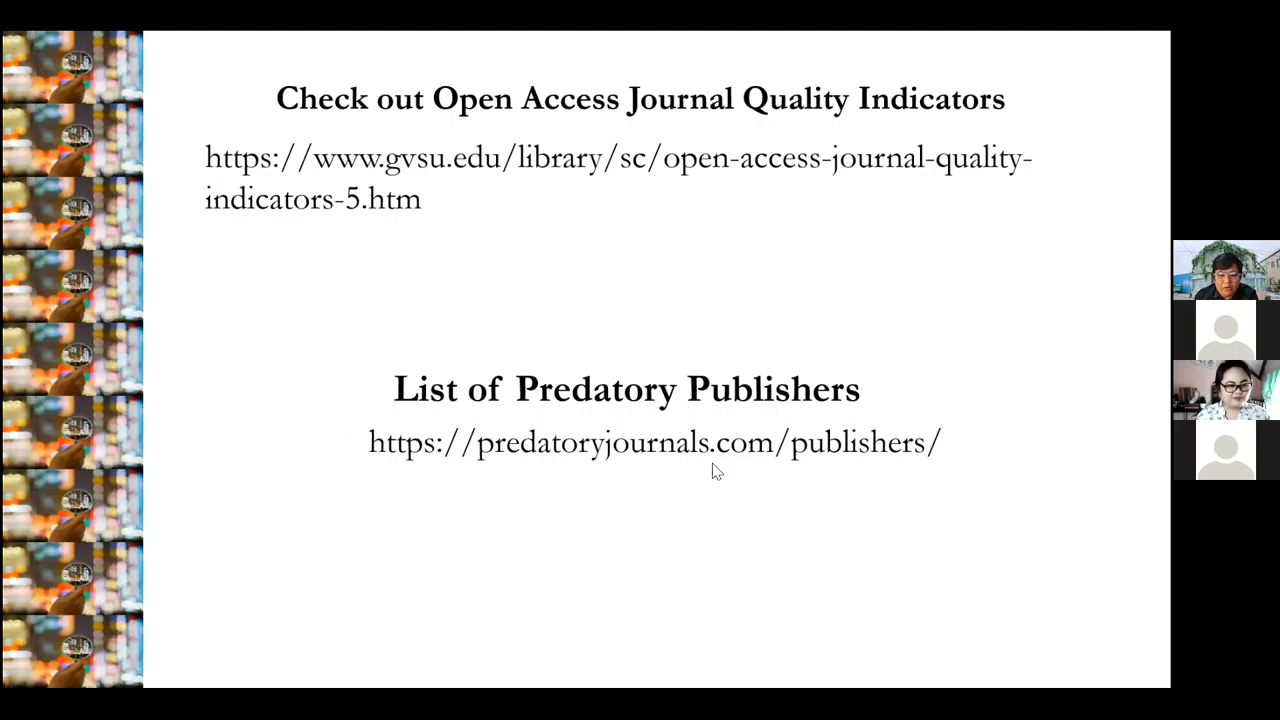 Check out Open Access Journal Quality Indicators
https://www.gvsu.edu/library/sc/open-access-journal-quality-
indicators-5.htm
List of Predatory Publishers
https://predatoryjournals.com/publishers/